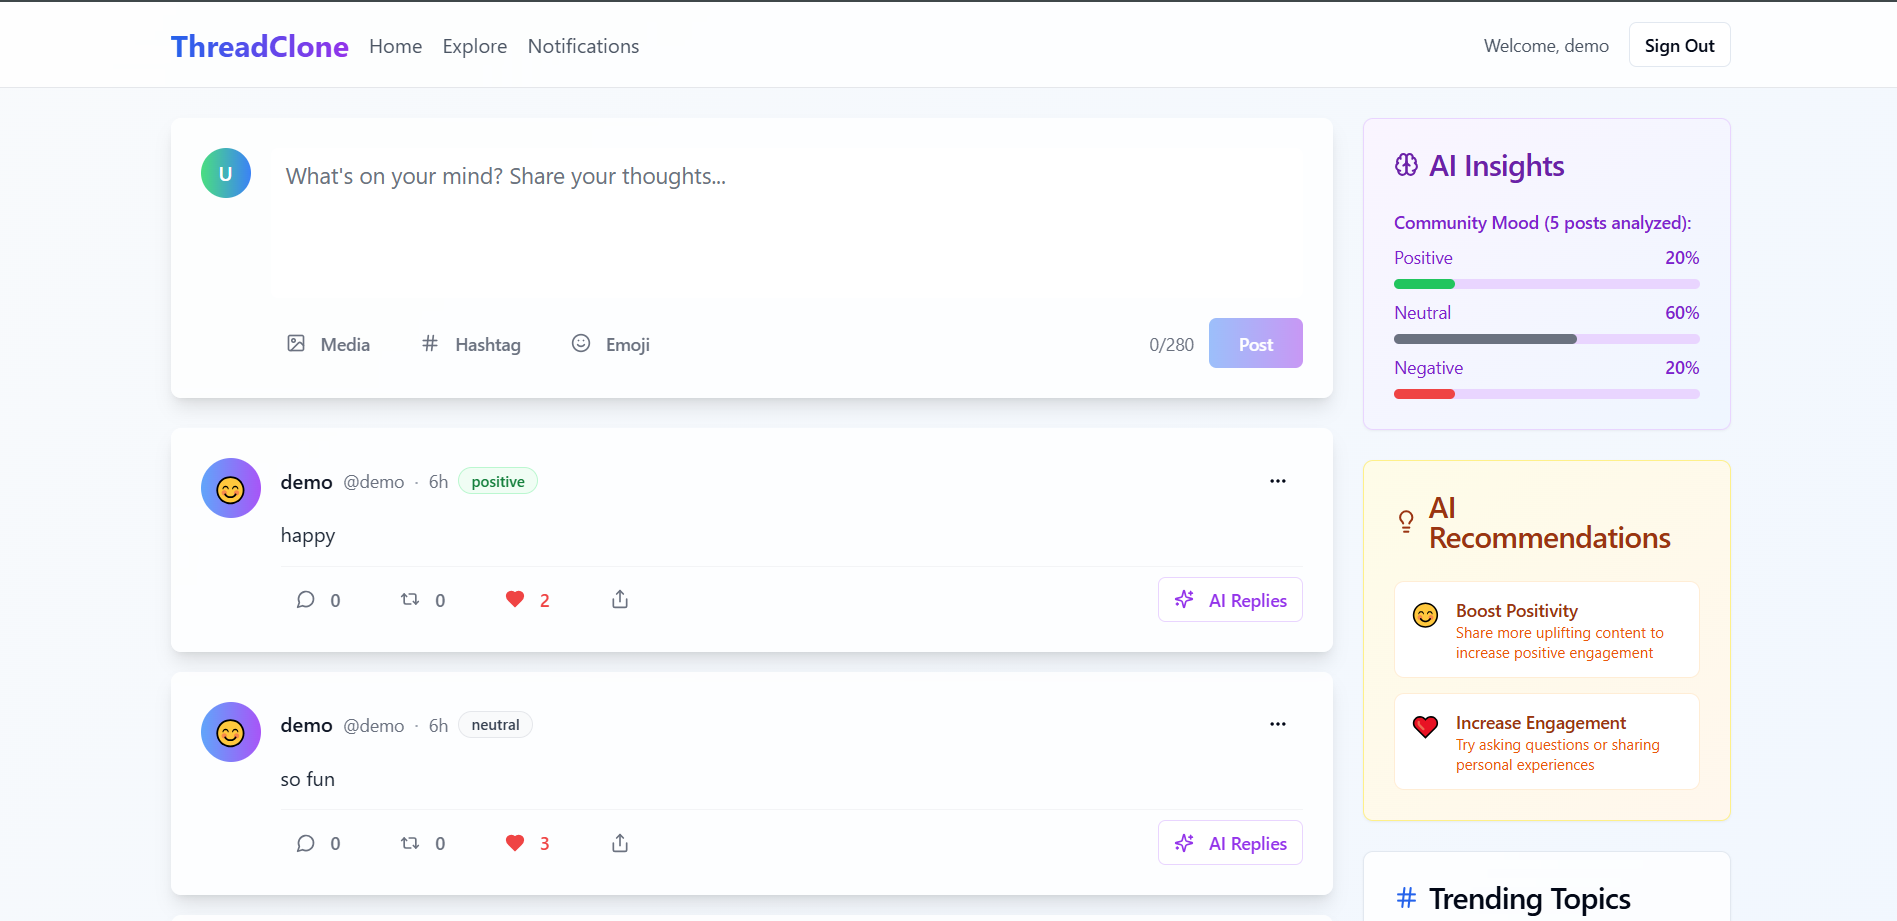 ThreadClone Home Explore Notifications Welcome, demo Sign Out
U What's on your mind? Share your thoughts...
Media Hashtag Emoji 0/280 Post
demo @demo · 6h positive
happy
0 0 2 AI Replies
demo @demo · 6h neutral
so fun
0 0 3 AI Replies
AI Insights
Community Mood (5 posts analyzed):
Positive 20%
Neutral 60%
Negative 20%
AI
Recommendations
Boost Positivity
Share more uplifting content to
increase positive engagement
Increase Engagement
Try asking questions or sharing
personal experiences
# Trending Topics